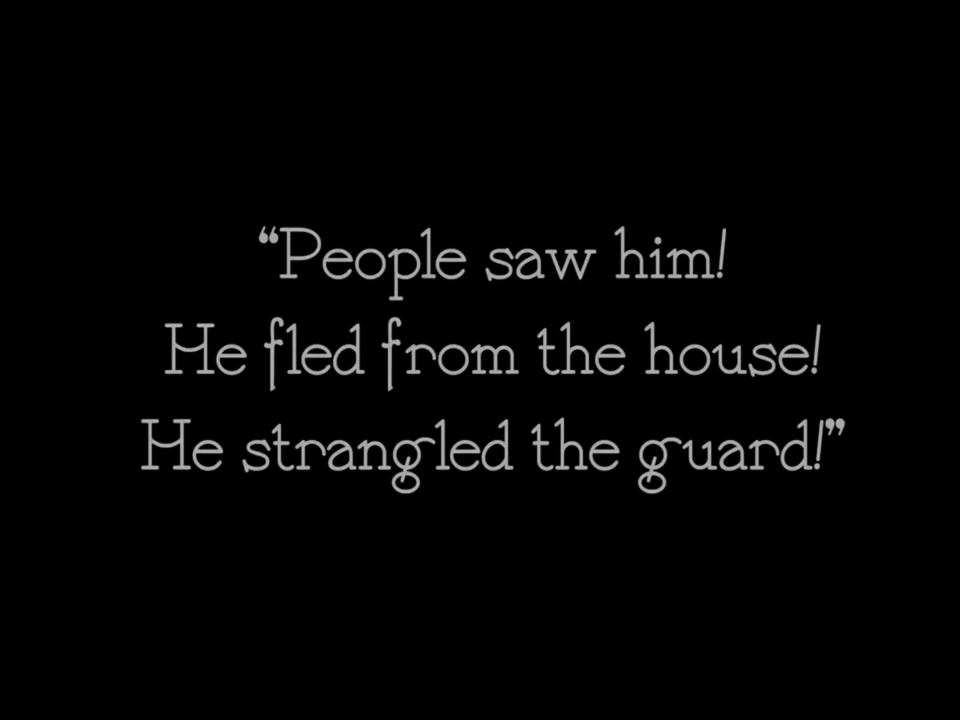 “People saw him!
He fled from the house!
He strangled the guard!”